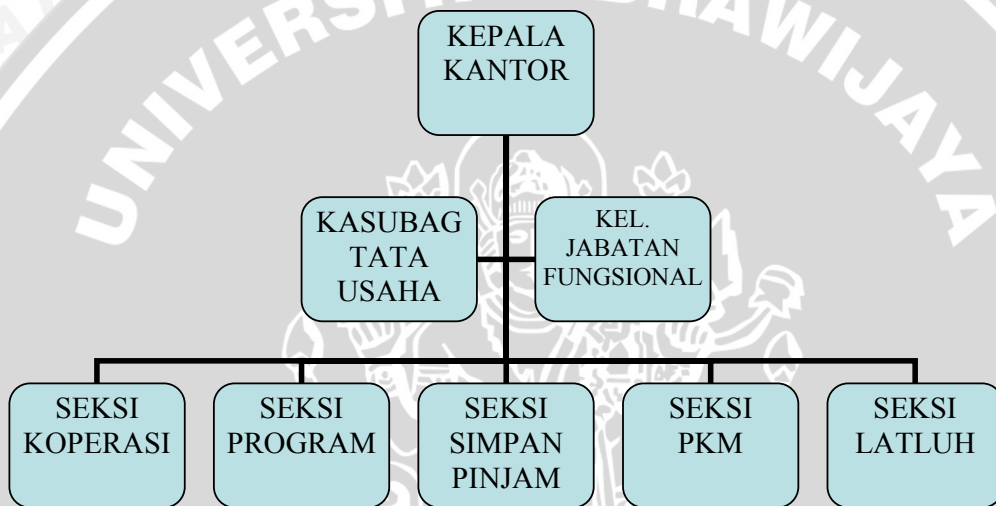 UNIVERSITAS BRAWIJAYA
KEPALA
KANTOR
KASUBAG
TATA
USAHA
KEL.
JABATAN
FUNGSIONAL
SEKSI
KOPERASI
SEKSI
PROGRAM
SEKSI
SIMPAN
PINJAM
SEKSI
PKM
SEKSI
LATLUH